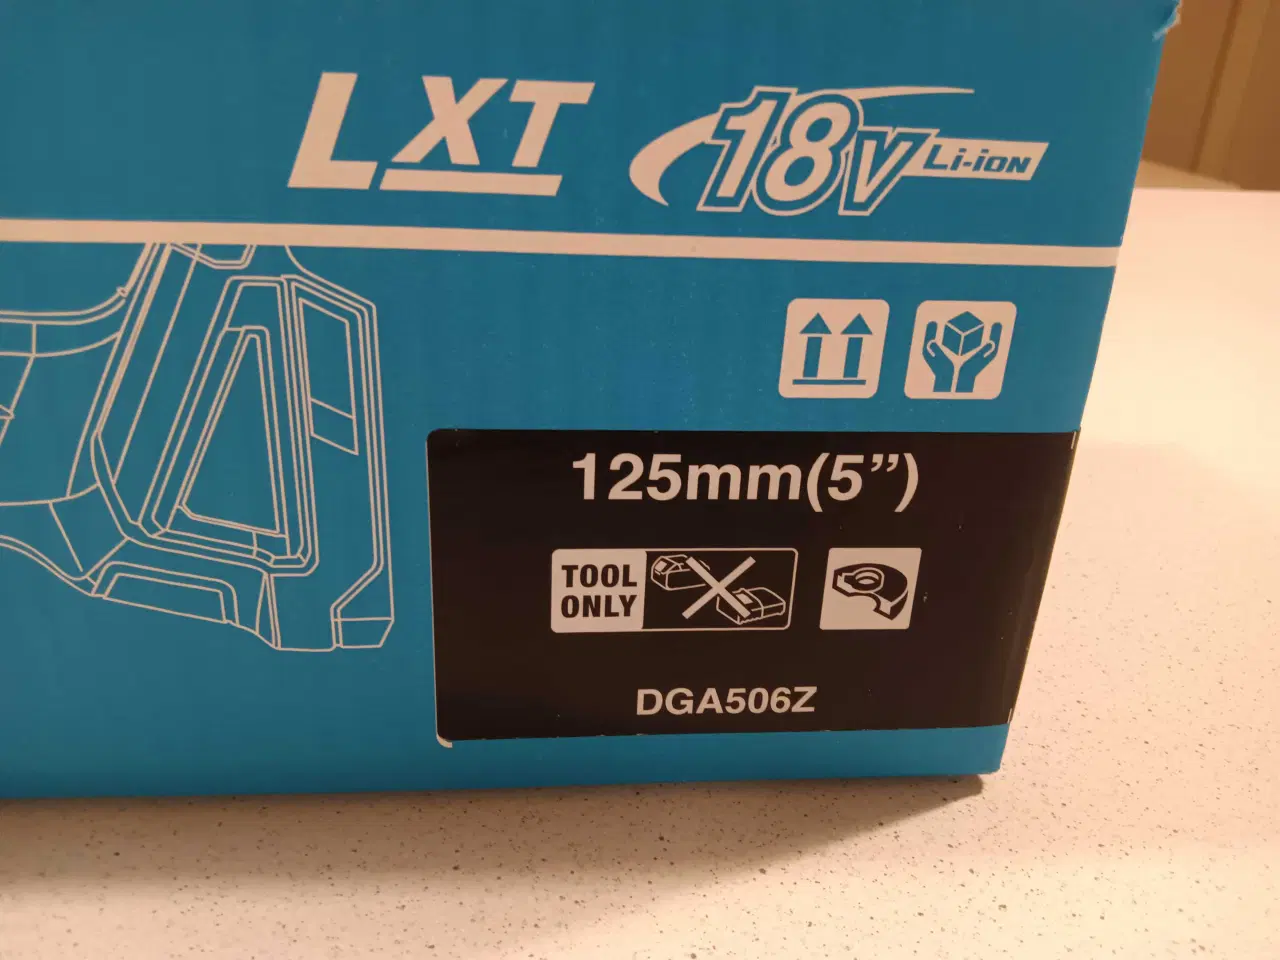 LXT 18V Li-ion
125mm(5”)
TOOL
ONLY
DGA506Z